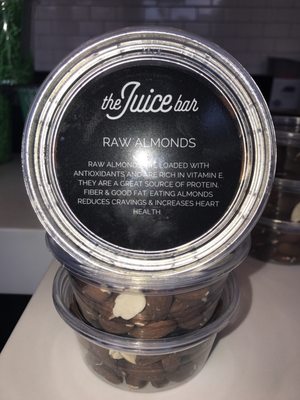 the Juice bar
RAW ALMONDS
RAW ALMONDS LOADED WITH
ANTIOXIDANTS AND ARE RICH IN VITAMIN E.
THEY ARE A GREAT SOURCE OF PROTEIN,
FIBER & GOOD FAT. EATING ALMONDS
REDUCES CRAVINGS & INCREASES HEART
HEALTH.